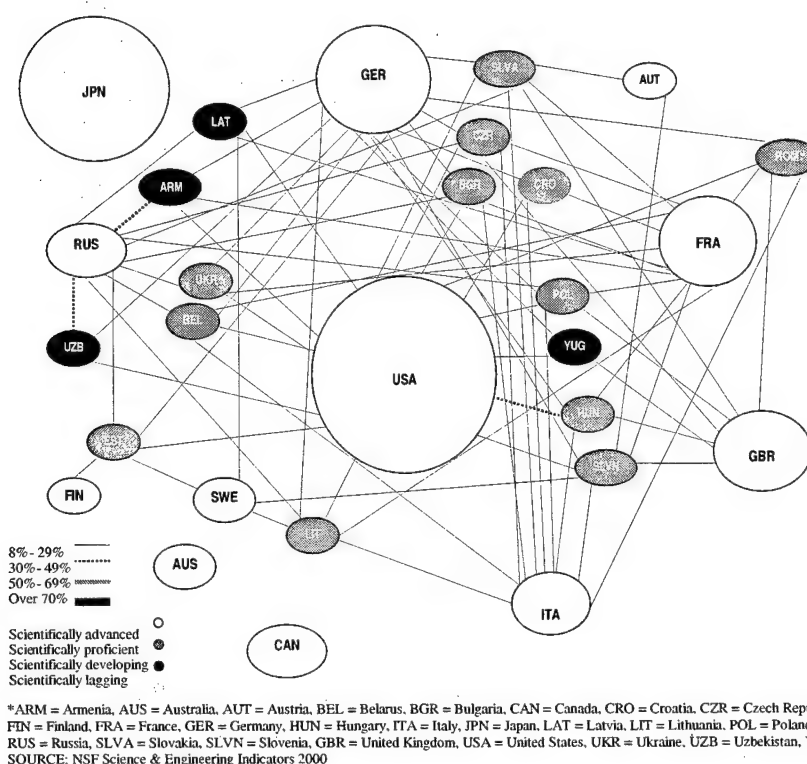 JPN
GER
SLVA
AUT
LAT
CZR
ROM
ARM
BGR
CRO
RUS
FRA
UKR
BEL
POL
UZB
USA
YUG
HUN
EST
GBR
SLVN
FIN
SWE
LIT
AUS
ITA
CAN
8%- 29%
30%- 49%
50%- 69%
Over 70%
Scientifically advanced
Scientifically proficient
Scientifically developing
Scientifically lagging
*ARM = Armenia, AUS = Australia, AUT = Austria, BEL = Belarus, BGR = Bulgaria, CAN = Canada, CRO = Croatia, CZR = Czech Rep
FIN = Finland, FRA = France, GER = Germany, HUN = Hungary, ITA = Italy, JPN = Japan, LAT = Latvia, LIT = Lithuania, POL = Poland
RUS = Russia, SLVA = Slovakia, SLVN = Slovenia, GBR = United Kingdom, USA = United States, UKR = Ukraine, UZB = Uzbekistan,
SOURCE: NSF Science & Engineering Indicators 2000